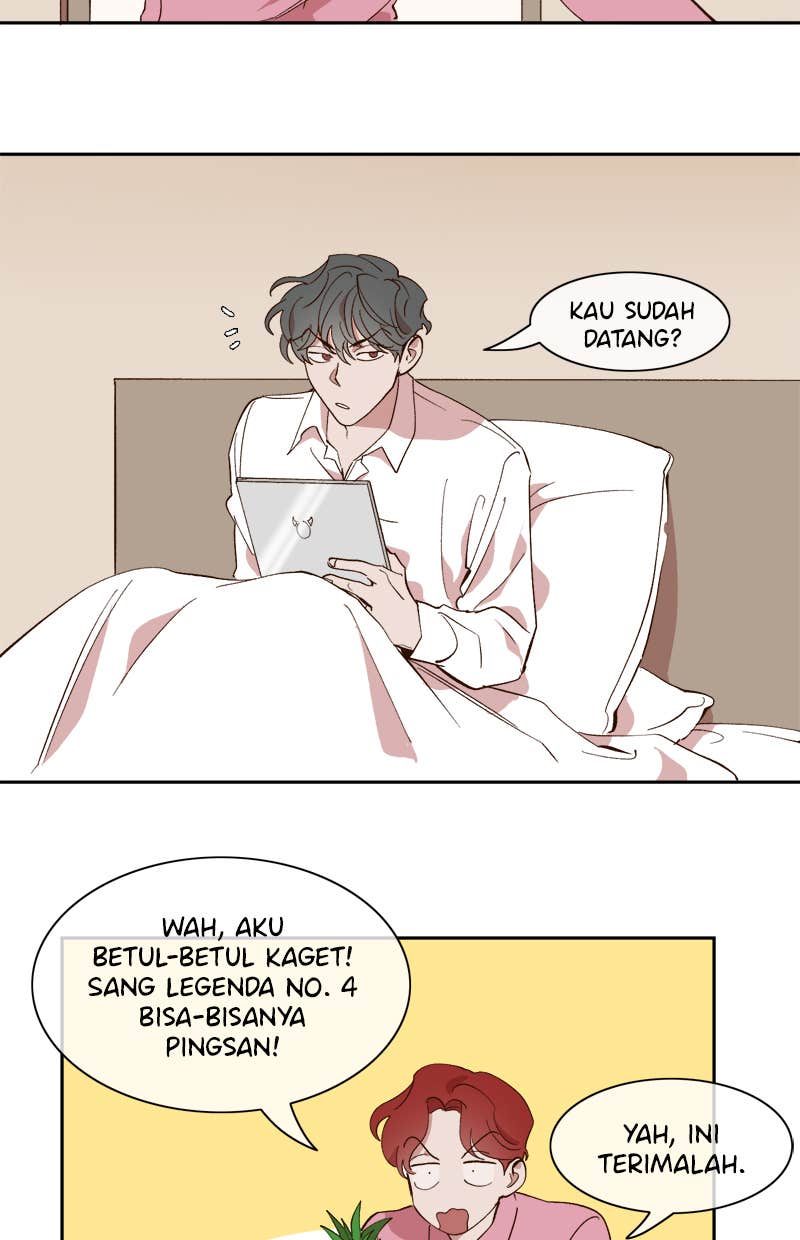 KAU SUDAH
DATANG?
WAH, AKU
BETUL-BETUL KAGET!
SANG LEGENDA NO. 4
BISA-BISANYA
PINGSAN!
YAH, INI
TERIMALAH.